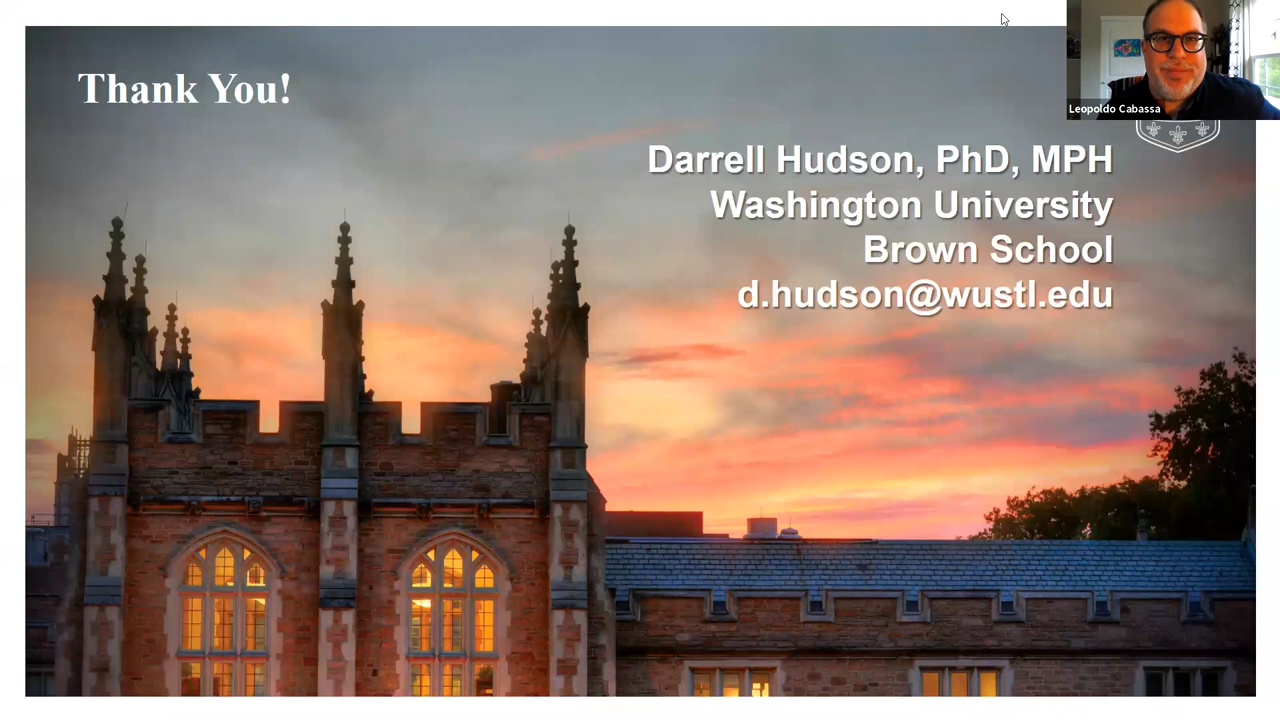 Thank You!
Leopoldo Cabassa
Darrell Hudson, PhD, MPH
Washington University
Brown School
d.hudson@wustl.edu